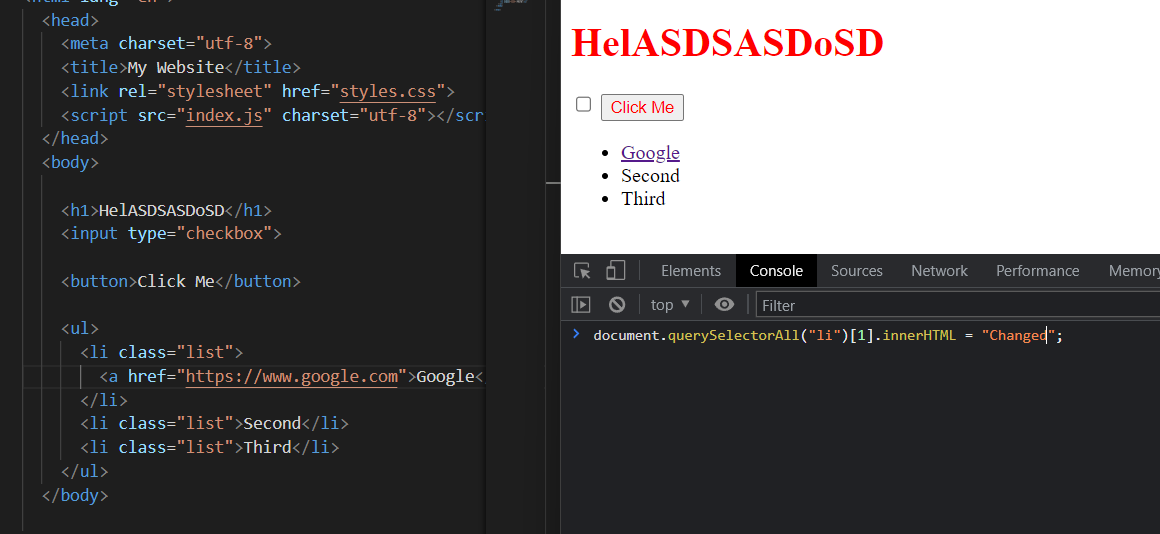 <head>
<meta charset="utf-8">
<title>My Website</title>
<link rel="stylesheet" href="styles.css">
<script src="index.js" charset="utf-8"></scr
</head>
<body>
<h1>HelASDSASDoSD</h1>
<input type="checkbox">
<button>Click Me</button>
<ul>
<li class="list">
<a href="https://www.google.com">Google<
</li>
<li class="list">Second</li>
<li class="list">Third</li>
</ul>
</body>
HelASDSASDoSD
Click Me
Google
Second
Third
Elements Console Sources Network Performance Memory
top Filter
document.querySelectorAll("li")[1].innerHTML = "Changed";